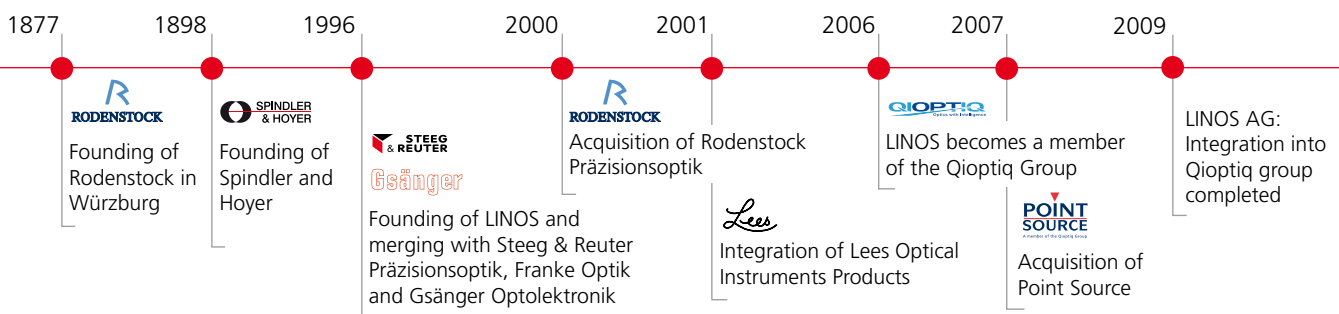 1877
1898
1996
2000
2001
2006
2007
2009
R
RODENSTOCK
Founding of
Rodenstock in
Würzburg
SPINDLER
& HOYER
Founding of
Spindler and
Hoyer
STEEG
& REUTER
Gsänger
Founding of LINOS and
merging with Steeg & Reuter
Präzisionsoptik, Franke Optik
and Gsänger Optolektronik
R
RODENSTOCK
Acquisition of Rodenstock
Präzisionsoptik
Lees
Integration of Lees Optical
Instruments Products
QIOPTIQ
Optics with Intelligence
LINOS becomes a member
of the Qioptiq Group
POINT
SOURCE
A member of the Qioptiq Group
Acquisition of
Point Source
LINOS AG:
Integration into
Qioptiq group
completed